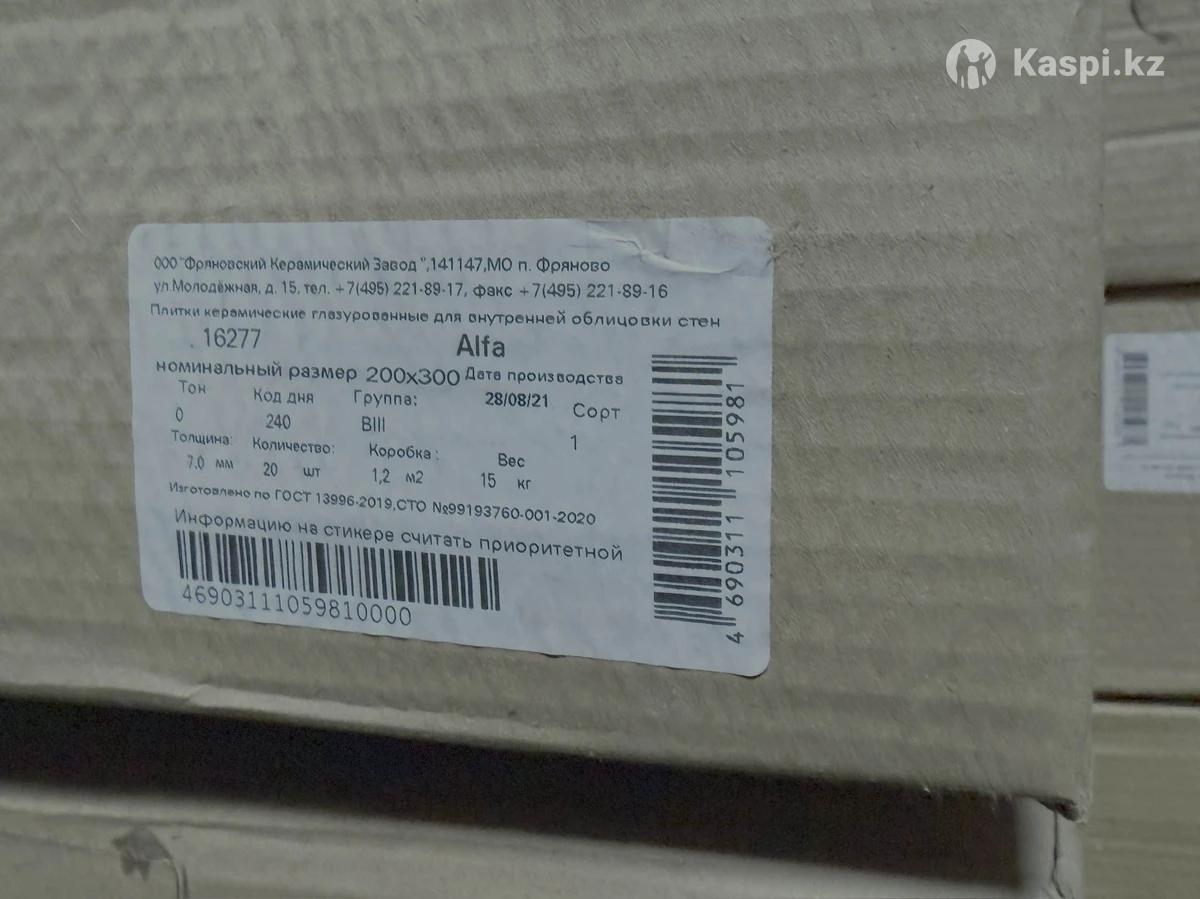 Kaspi.kz
ООО "Фряновский Керамический Завод ",141147,МО п. Фряново
ул.Молодёжная, д. 15, тел. +7(495) 221-89-17, факс +7(495) 221-89-16
Плитки керамические глазурованные для внутренней облицовки стен
. 16277 Alfa
номинальный размер 200x300 Дата производства
Тон Код дня Группа: 28/08/21 Сорт
0 240 BIII 1
Толщина: Количество: Коробка : Вес
7.0 мм 20 шт 1,2 м2 15 кг
Изготовлено по ГОСТ 13996-2019,СТО №99193760-001-2020
Информацию на стикере считать приоритетной
46903111059810000
4 690311 105981